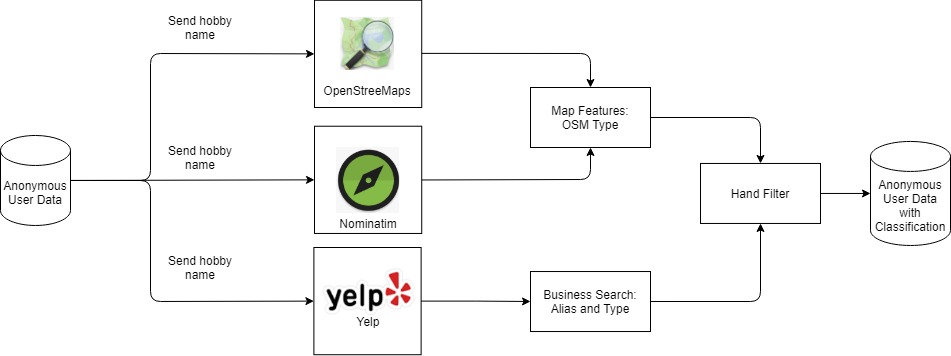 Send hobby
name
OpenStreeMaps
Map Features:
OSM Type
Send hobby
name
Anonymous
User Data
Nominatim
Hand Filter
Anonymous
User Data
with
Classification
Send hobby
name
yelp
Yelp
Business Search:
Alias and Type